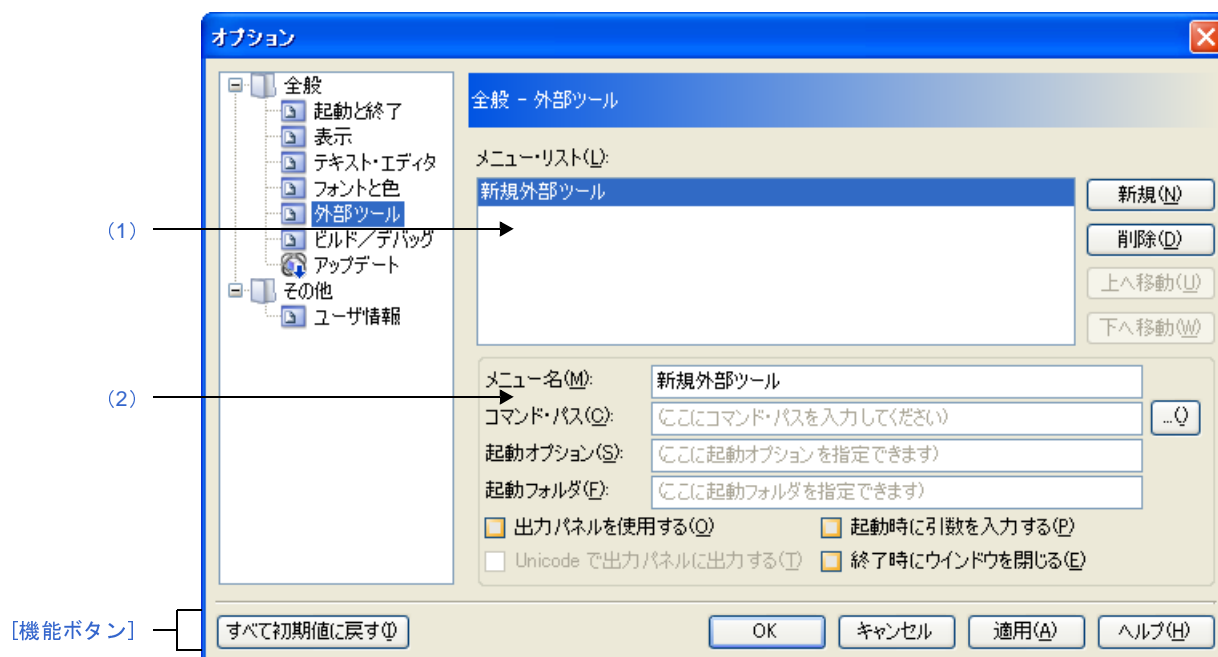 オプション
全般
起動と終了
表示
テキスト・エディタ
フォントと色
外部ツール
ビルド／デバッグ
アップデート
その他
ユーザ情報
全般 - 外部ツール
メニュー・リスト(L):
新規外部ツール
新規(N)
削除(D)
上へ移動(U)
下へ移動(W)
(1)
(2)
メニュー名(M):
新規外部ツール
コマンド・パス(C):
(ここにコマンド・パスを入力してください)
...()
起動オプション(S):
(ここに起動オプションを指定できます)
起動フォルダ(F):
(ここに起動フォルダを指定できます)
出力パネルを使用する(O)
起動時に引数を入力する(P)
Unicode で出力パネルに出力する(T)
終了時にウインドウを閉じる(E)
[機能ボタン]
すべて初期値に戻す(I)
OK
キャンセル
適用(A)
ヘルプ(H)